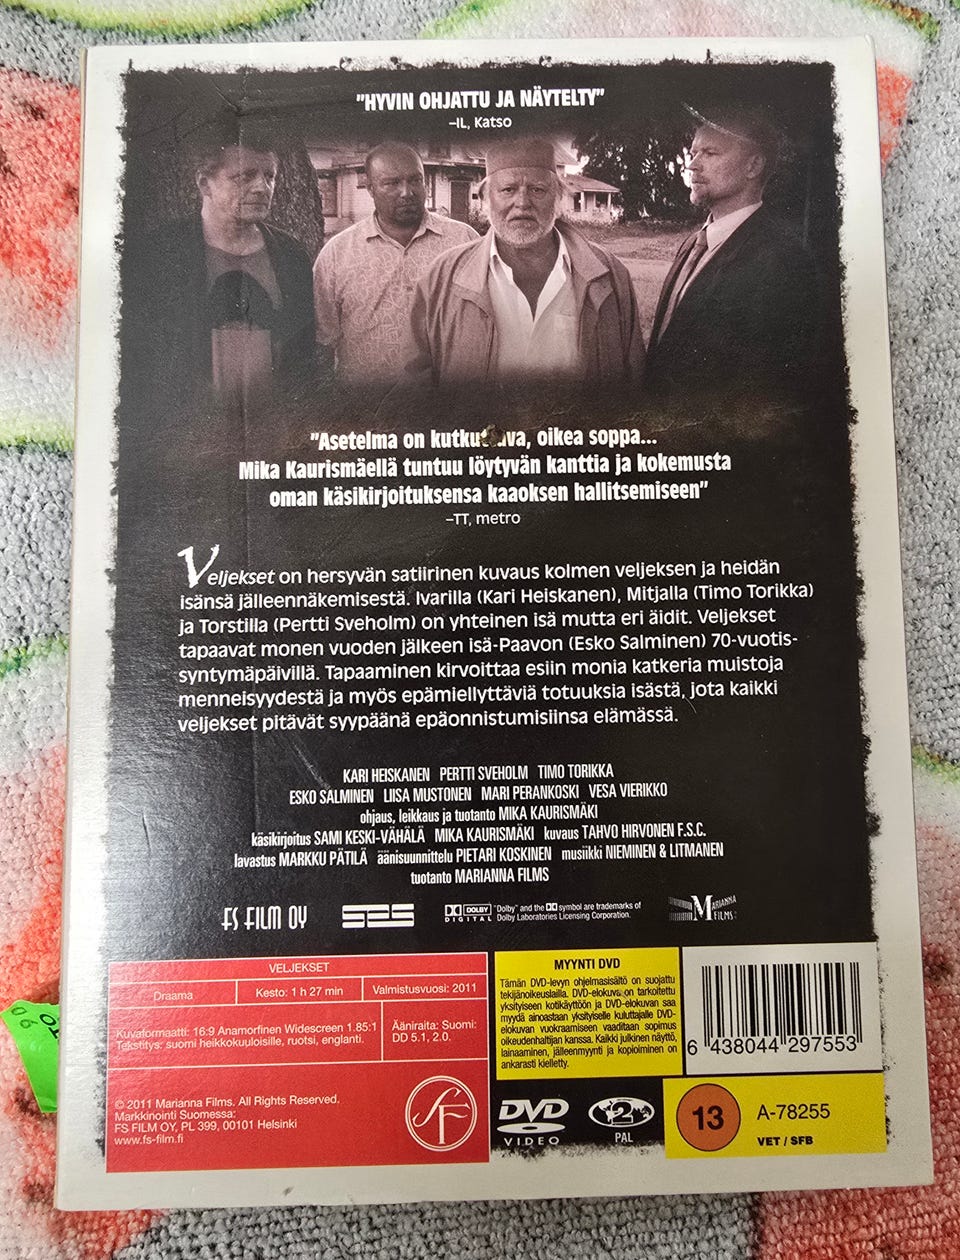 "HYVIN OHJATTU JA NÄYTELTY"
–IL, Katso
"Asetelma on kutkuttava, oikea soppa...
Mika Kaurismäellä tuntuu löytyvän kanttia ja kokemusta
oman käsikirjoituksensa kaaoksen hallitsemiseen"
–TT, metro
Veljekset on hersyvän satiirinen kuvaus kolmen veljeksen ja heidän
isänsä jälleennäkemisestä. Ivarilla (Kari Heiskanen), Mitjalla (Timo Torikka)
ja Torstilla (Pertti Sveholm) on yhteinen isä mutta eri äidit. Veljekset
tapaavat monen vuoden jälkeen isä-Paavon (Esko Salminen) 70-vuotis-
syntymäpäivillä. Tapaaminen kirvoittaa esiin monia katkeria muistoja
menneisyydestä ja myös epämiellyttäviä totuuksia isästä, jota kaikki
veljekset pitävät syypäänä epäonnistumisiinsa elämässä.
KARI HEISKANEN PERTTI SVEHOLM TIMO TORIKKA
ESKO SALMINEN LIISA MUSTONEN MARI PERANKOSKI VESA VIERIKKO
ohjaus, leikkaus ja tuotanto MIKA KAURISMÄKI
käsikirjoitus SAMI KESKI-VÄHÄLÄ MIKA KAURISMÄKI kuvaus TAHVO HIRVONEN F.S.C.
lavastus MARKKU PÄTILÄ äänisuunnittelu PIETARI KOSKINEN musiikki NIEMINEN & LITMANEN
tuotanto MARIANNA FILMS
FS FILM OY SES DOLBY DIGITAL "Dolby" and the symbol are trademarks of
Dolby Laboratories Licensing Corporation.
MARIANNA FILMS
VELJEKSET
Draama Kesto: 1 h 27 min Valmistusvuosi: 2011
Kuvaformaatti: 16:9 Anamorfinen Widescreen 1.85:1
Tekstitys: suomi heikkokuuloisille, ruotsi, englanti.
Ääniraita: Suomi:
DD 5.1, 2.0.
© 2011 Marianna Films. All Rights Reserved.
Markkinointi Suomessa:
FS FILM OY, PL 399, 00101 Helsinki
www.fs-film.fi
SF
MYYNTI DVD
Tämän DVD-levyn ohjelmasisältö on suojattu
tekijänoikeuslailla. DVD-elokuva on tarkoitettu
yksityiseen kotikäyttöön ja DVD-elokuvan saa
myydä ainoastaan yksityiselle kuluttajalle DVD-
elokuvan vuokraamiseen vaaditaan sopimus
oikeudenhaltijan kanssa. Kaikki julkinen näyttö,
lainaaminen, jälleenmyynti ja kopioiminen on
ankarasti kielletty.
6 438044 297553
DVD
VIDEO
2
PAL
13
A-78255
VET / SFB